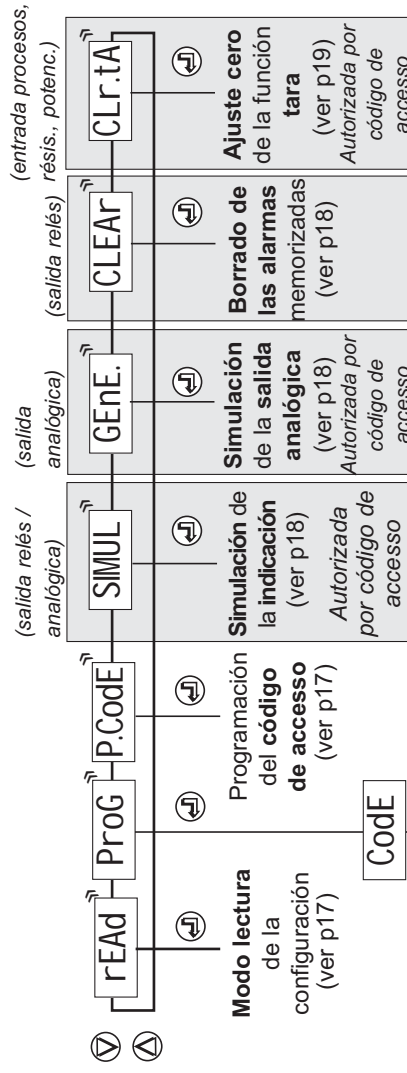 rEAd
Modo lectura
de la
configuración
(ver p17)
ProG
CodE
P.CodE
Programación
del código
de accesso
(ver p17)
(salida relés /
analógica)
SIMUL
Simulación de
la indicación
(ver p18)
Autorizada
por código de
accesso
(salida
analógica)
GEnE.
Simulación
de la salida
analógica
(ver p18)
Autorizada por
código de
accesso
(salida relés)
CLEAr
Borrado de
las alarmas
memorizadas
(ver p18)
(entrada procesos,
résis., potenc.)
CLr.tA
Ajuste cero
de la función
tara
(ver p19)
Autorizada por
código de
accesso